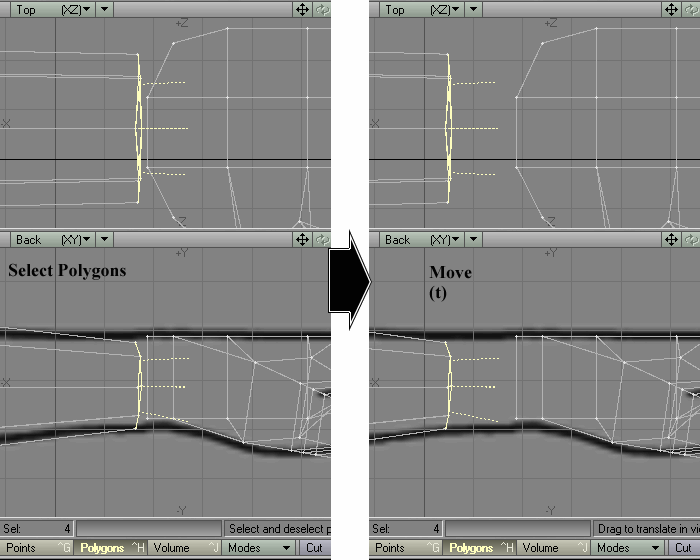 Top (XZ)
Top (XZ)
+Z
+Z
-X
-X
-Z
-Z
Back (XY)
Back (XY)
+Y
+Y
Select Polygons
Move
(t)
-X
-X
-Y
-Y
Sel: 4 Select and deselect p
Sel: 4 Drag to translate in vi
Points ^G Polygons ^H Volume ^J Modes Cut
Points ^G Polygons ^H Volume ^J Modes Cut